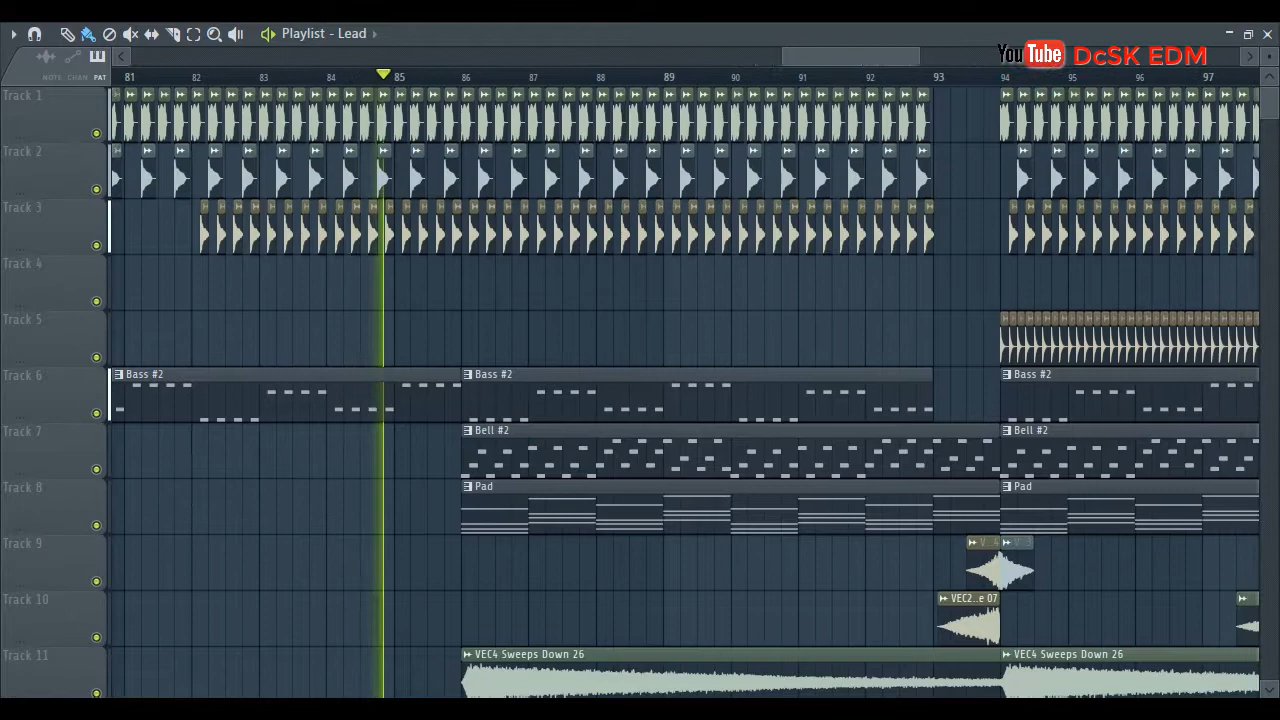 Playlist - Lead
YouTube DcSK EDM
NOTE CHAN PAT
81 82 83 84 85 86 87 88 89 90 91 92 93 94 95 96 97
Track 1
Track 2
Track 3
Track 4
Track 5
Track 6 Bass #2 Bass #2 Bass #2
Track 7 Bell #2 Bell #2
Track 8 Pad Pad
Track 9
Track 10 VEC2..e 07
Track 11 VEC4 Sweeps Down 26 VEC4 Sweeps Down 26